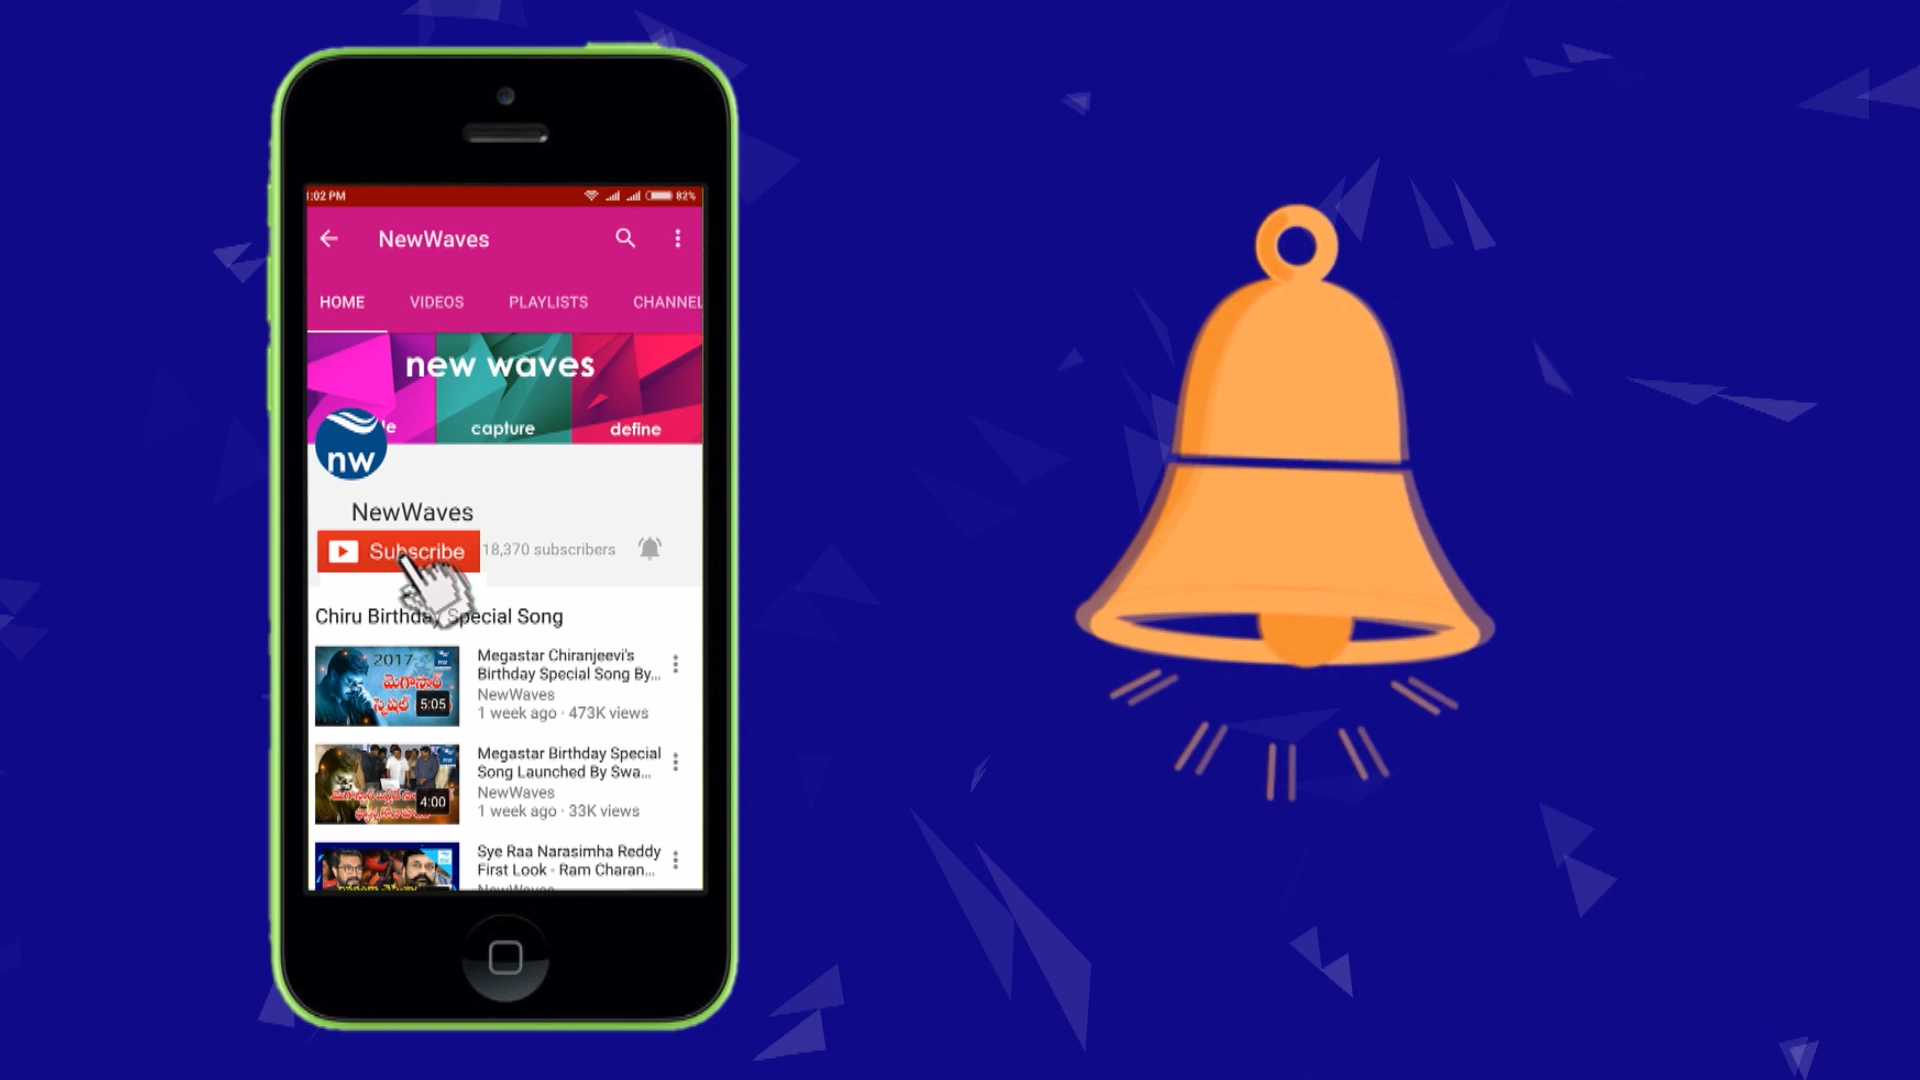 1:02 PM
82%
NewWaves
HOME VIDEOS PLAYLISTS CHANNEL
new waves
le capture define
nw
NewWaves
Subscribe 18,370 subscribers
Chiru Birthday Special Song
2017
మెగాస్టార్
స్పెషల్
5:05
Megastar Chiranjeevi's
Birthday Special Song By...
NewWaves
1 week ago · 473K views
4:00
Megastar Birthday Special
Song Launched By Swa...
NewWaves
1 week ago · 33K views
Sye Raa Narasimha Reddy
First Look - Ram Charan...
NewWaves